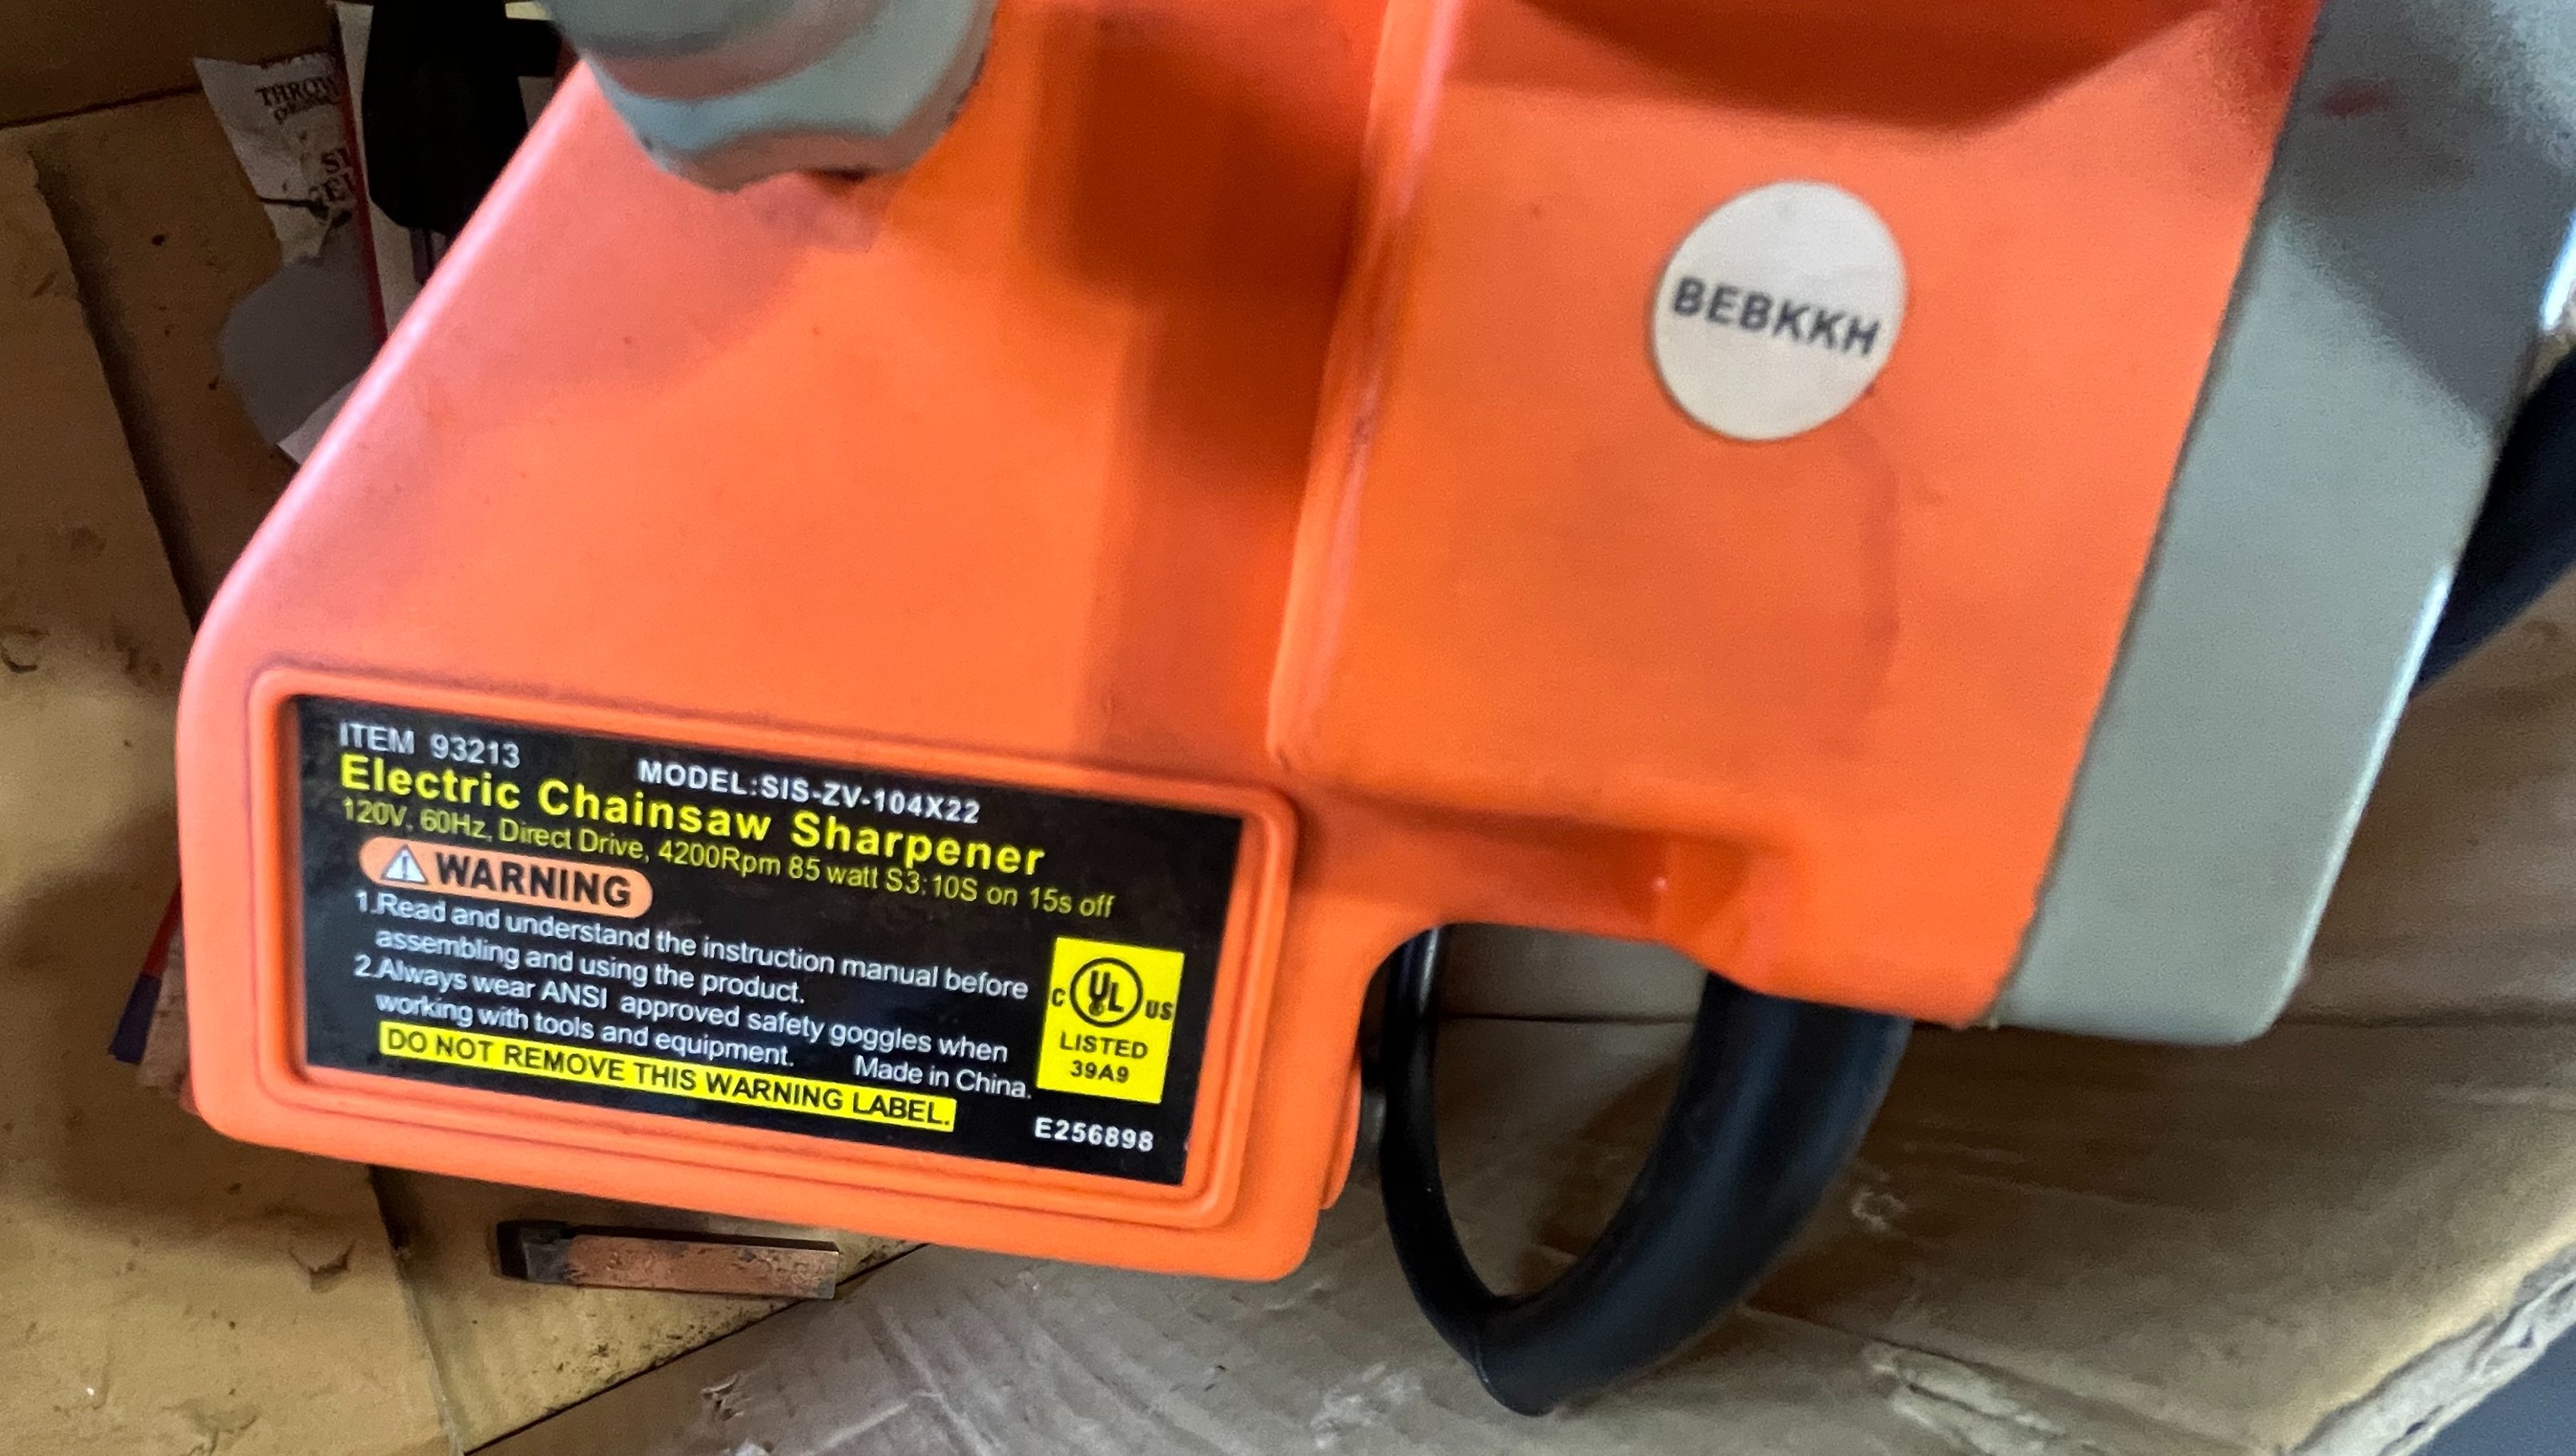 BEBKKH
ITEM 93213
MODEL:SIS-ZV-104X22
Electric Chainsaw Sharpener
120V, 60Hz, Direct Drive, 4200Rpm 85 watt S3:10S on 15s off
WARNING
1.Read and understand the instruction manual before
assembling and using the product.
2.Always wear ANSI approved safety goggles when
working with tools and equipment.
Made in China.
DO NOT REMOVE THIS WARNING LABEL.
C UL US
LISTED
39A9
E256898